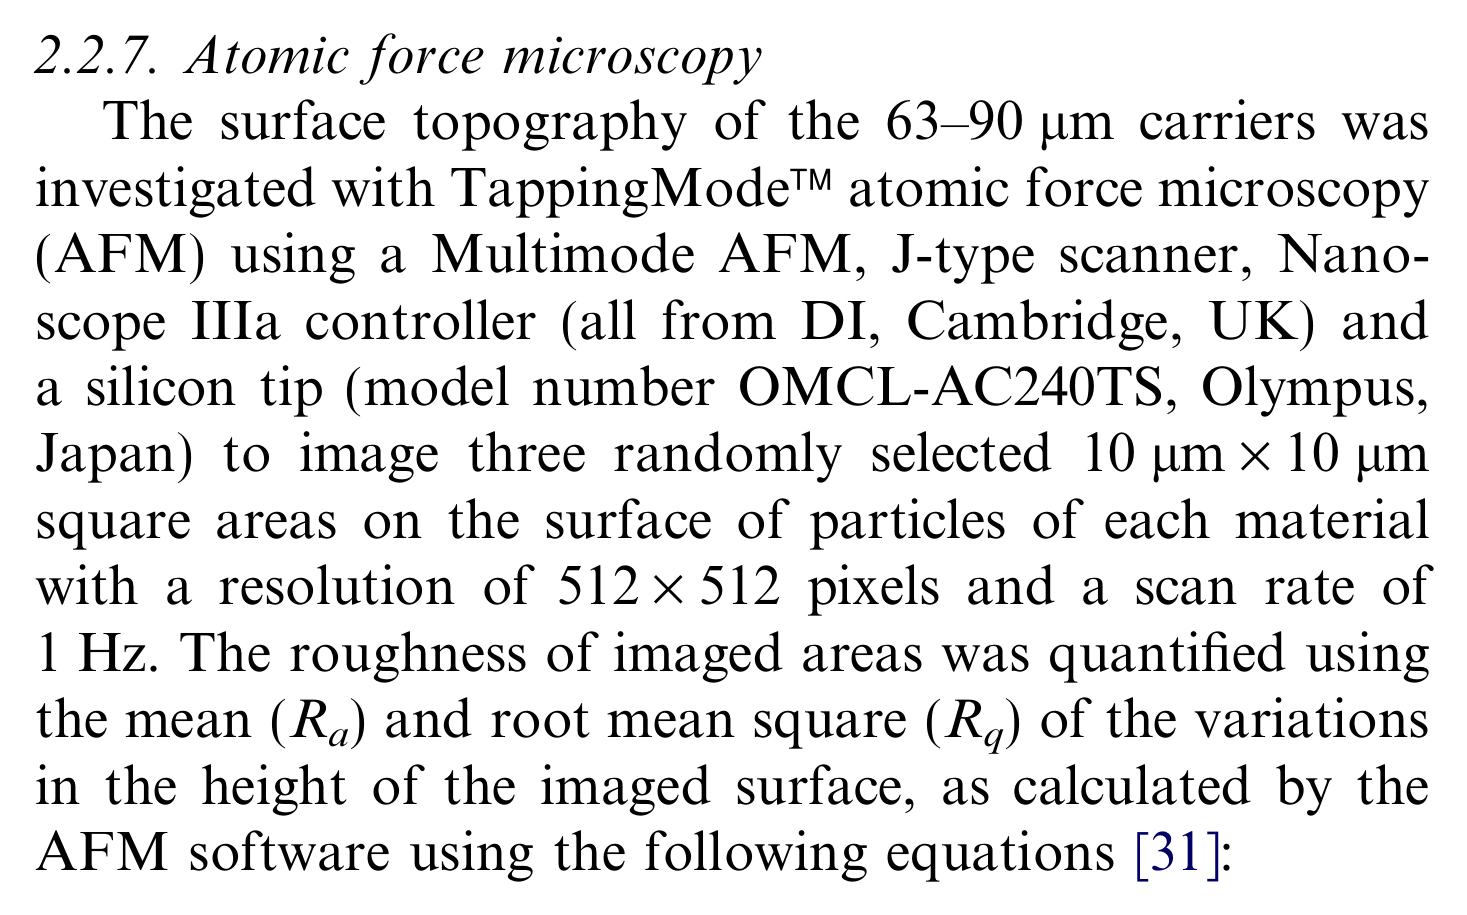 2.2.7. Atomic force microscopy
The surface topography of the 63–90 μm carriers was
investigated with TappingMode™ atomic force microscopy
(AFM) using a Multimode AFM, J-type scanner, Nano-
scope IIIa controller (all from DI, Cambridge, UK) and
a silicon tip (model number OMCL-AC240TS, Olympus,
Japan) to image three randomly selected 10 μm × 10 μm
square areas on the surface of particles of each material
with a resolution of 512 × 512 pixels and a scan rate of
1 Hz. The roughness of imaged areas was quantified using
the mean (Ra) and root mean square (Rq) of the variations
in the height of the imaged surface, as calculated by the
AFM software using the following equations [31]: